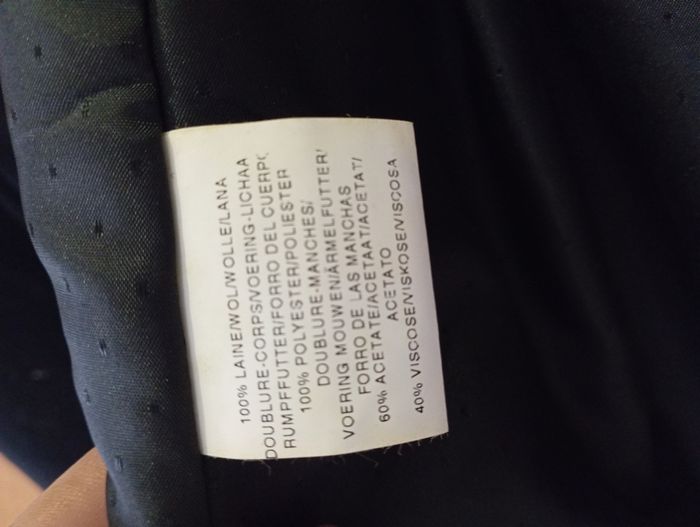 100% LAINE/WOL/WOLLE/LANA
DOUBLURE-CORPS/VOERING-LICHAA
RUMPFFUTTER/FORRO DEL CUERPO
100% POLYESTER/POLIESTER
DOUBLURE-MANCHES/
VOERING MOUWEN/ÄRMELFUTTER/
FORRO DE LAS MANCHAS
60% ACETATE/ACETAAT/ACETAT/
ACETATO
40% VISCOSE/VISKOSE/VISCOSA